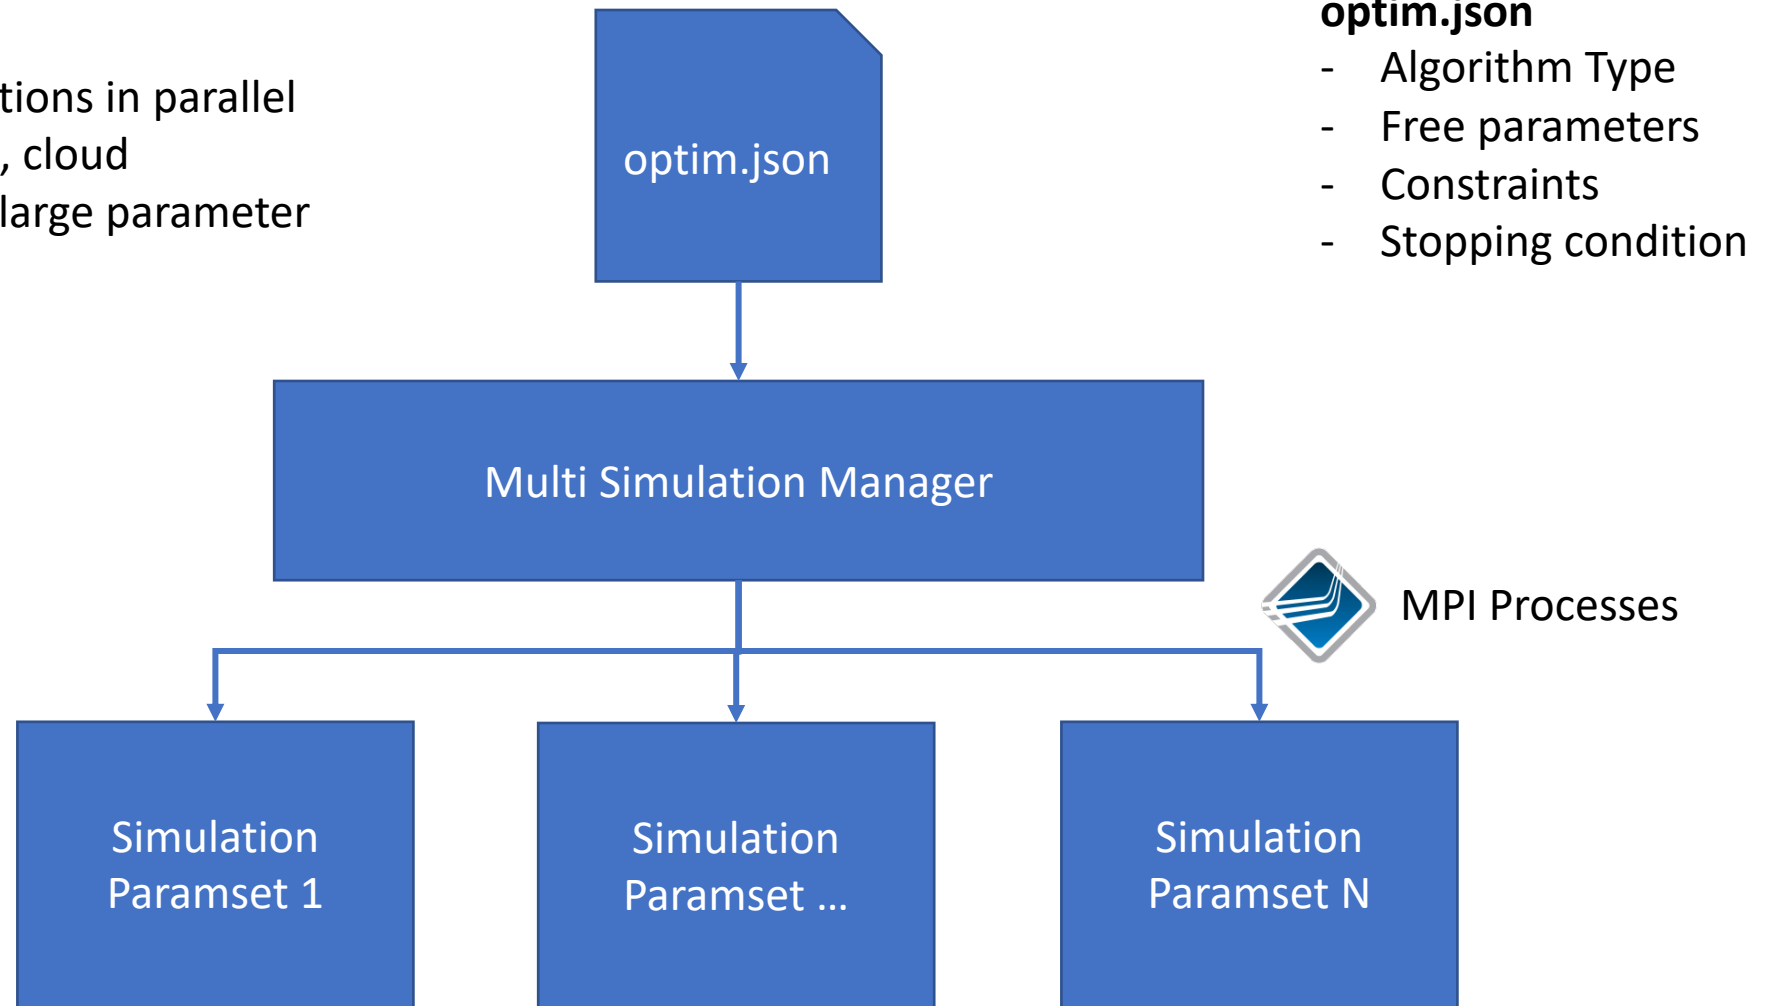 tions in parallel
, cloud
large parameter
optim.json
optim.json
- Algorithm Type
- Free parameters
- Constraints
- Stopping condition
Multi Simulation Manager
MPI Processes
Simulation
Paramset 1
Simulation
Paramset ...
Simulation
Paramset N